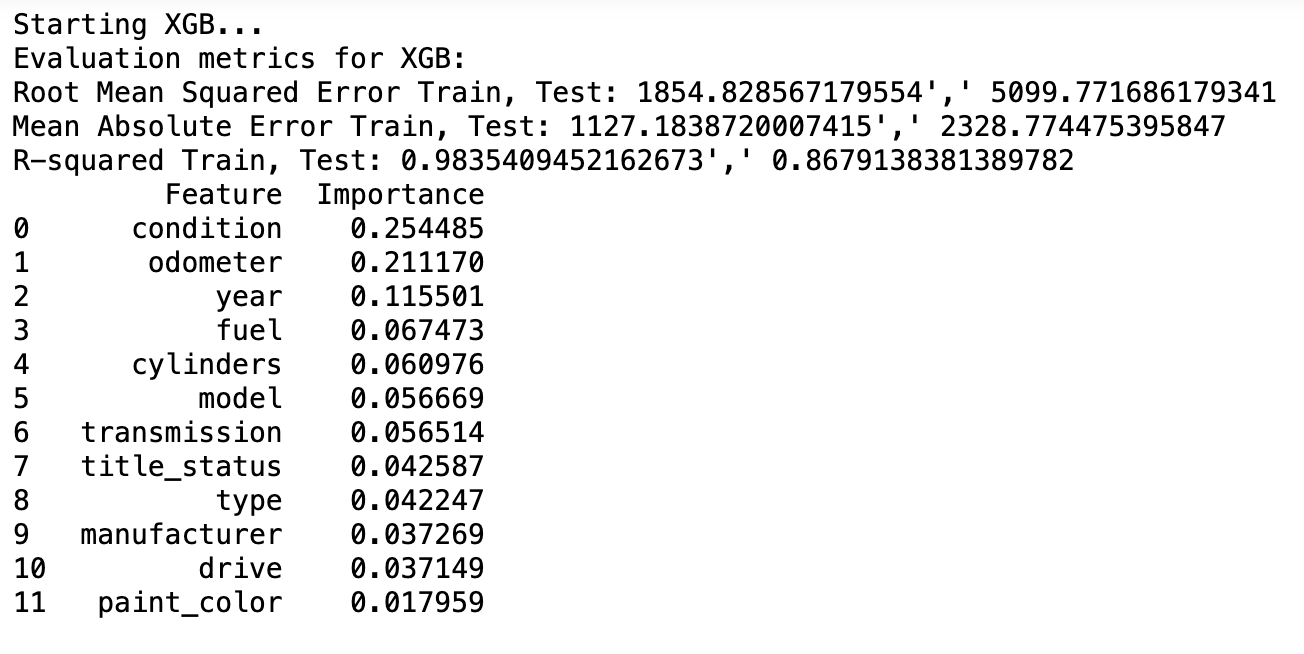 Starting XGB...
Evaluation metrics for XGB:
Root Mean Squared Error Train, Test: 1854.828567179554',' 5099.771686179341
Mean Absolute Error Train, Test: 1127.1838720007415',' 2328.774475395847
R-squared Train, Test: 0.9835409452162673',' 0.8679138381389782
         Feature  Importance
0      condition    0.254485
1       odometer    0.211170
2           year    0.115501
3           fuel    0.067473
4      cylinders    0.060976
5          model    0.056669
6   transmission    0.056514
7   title_status    0.042587
8           type    0.042247
9   manufacturer    0.037269
10         drive    0.037149
11   paint_color    0.017959